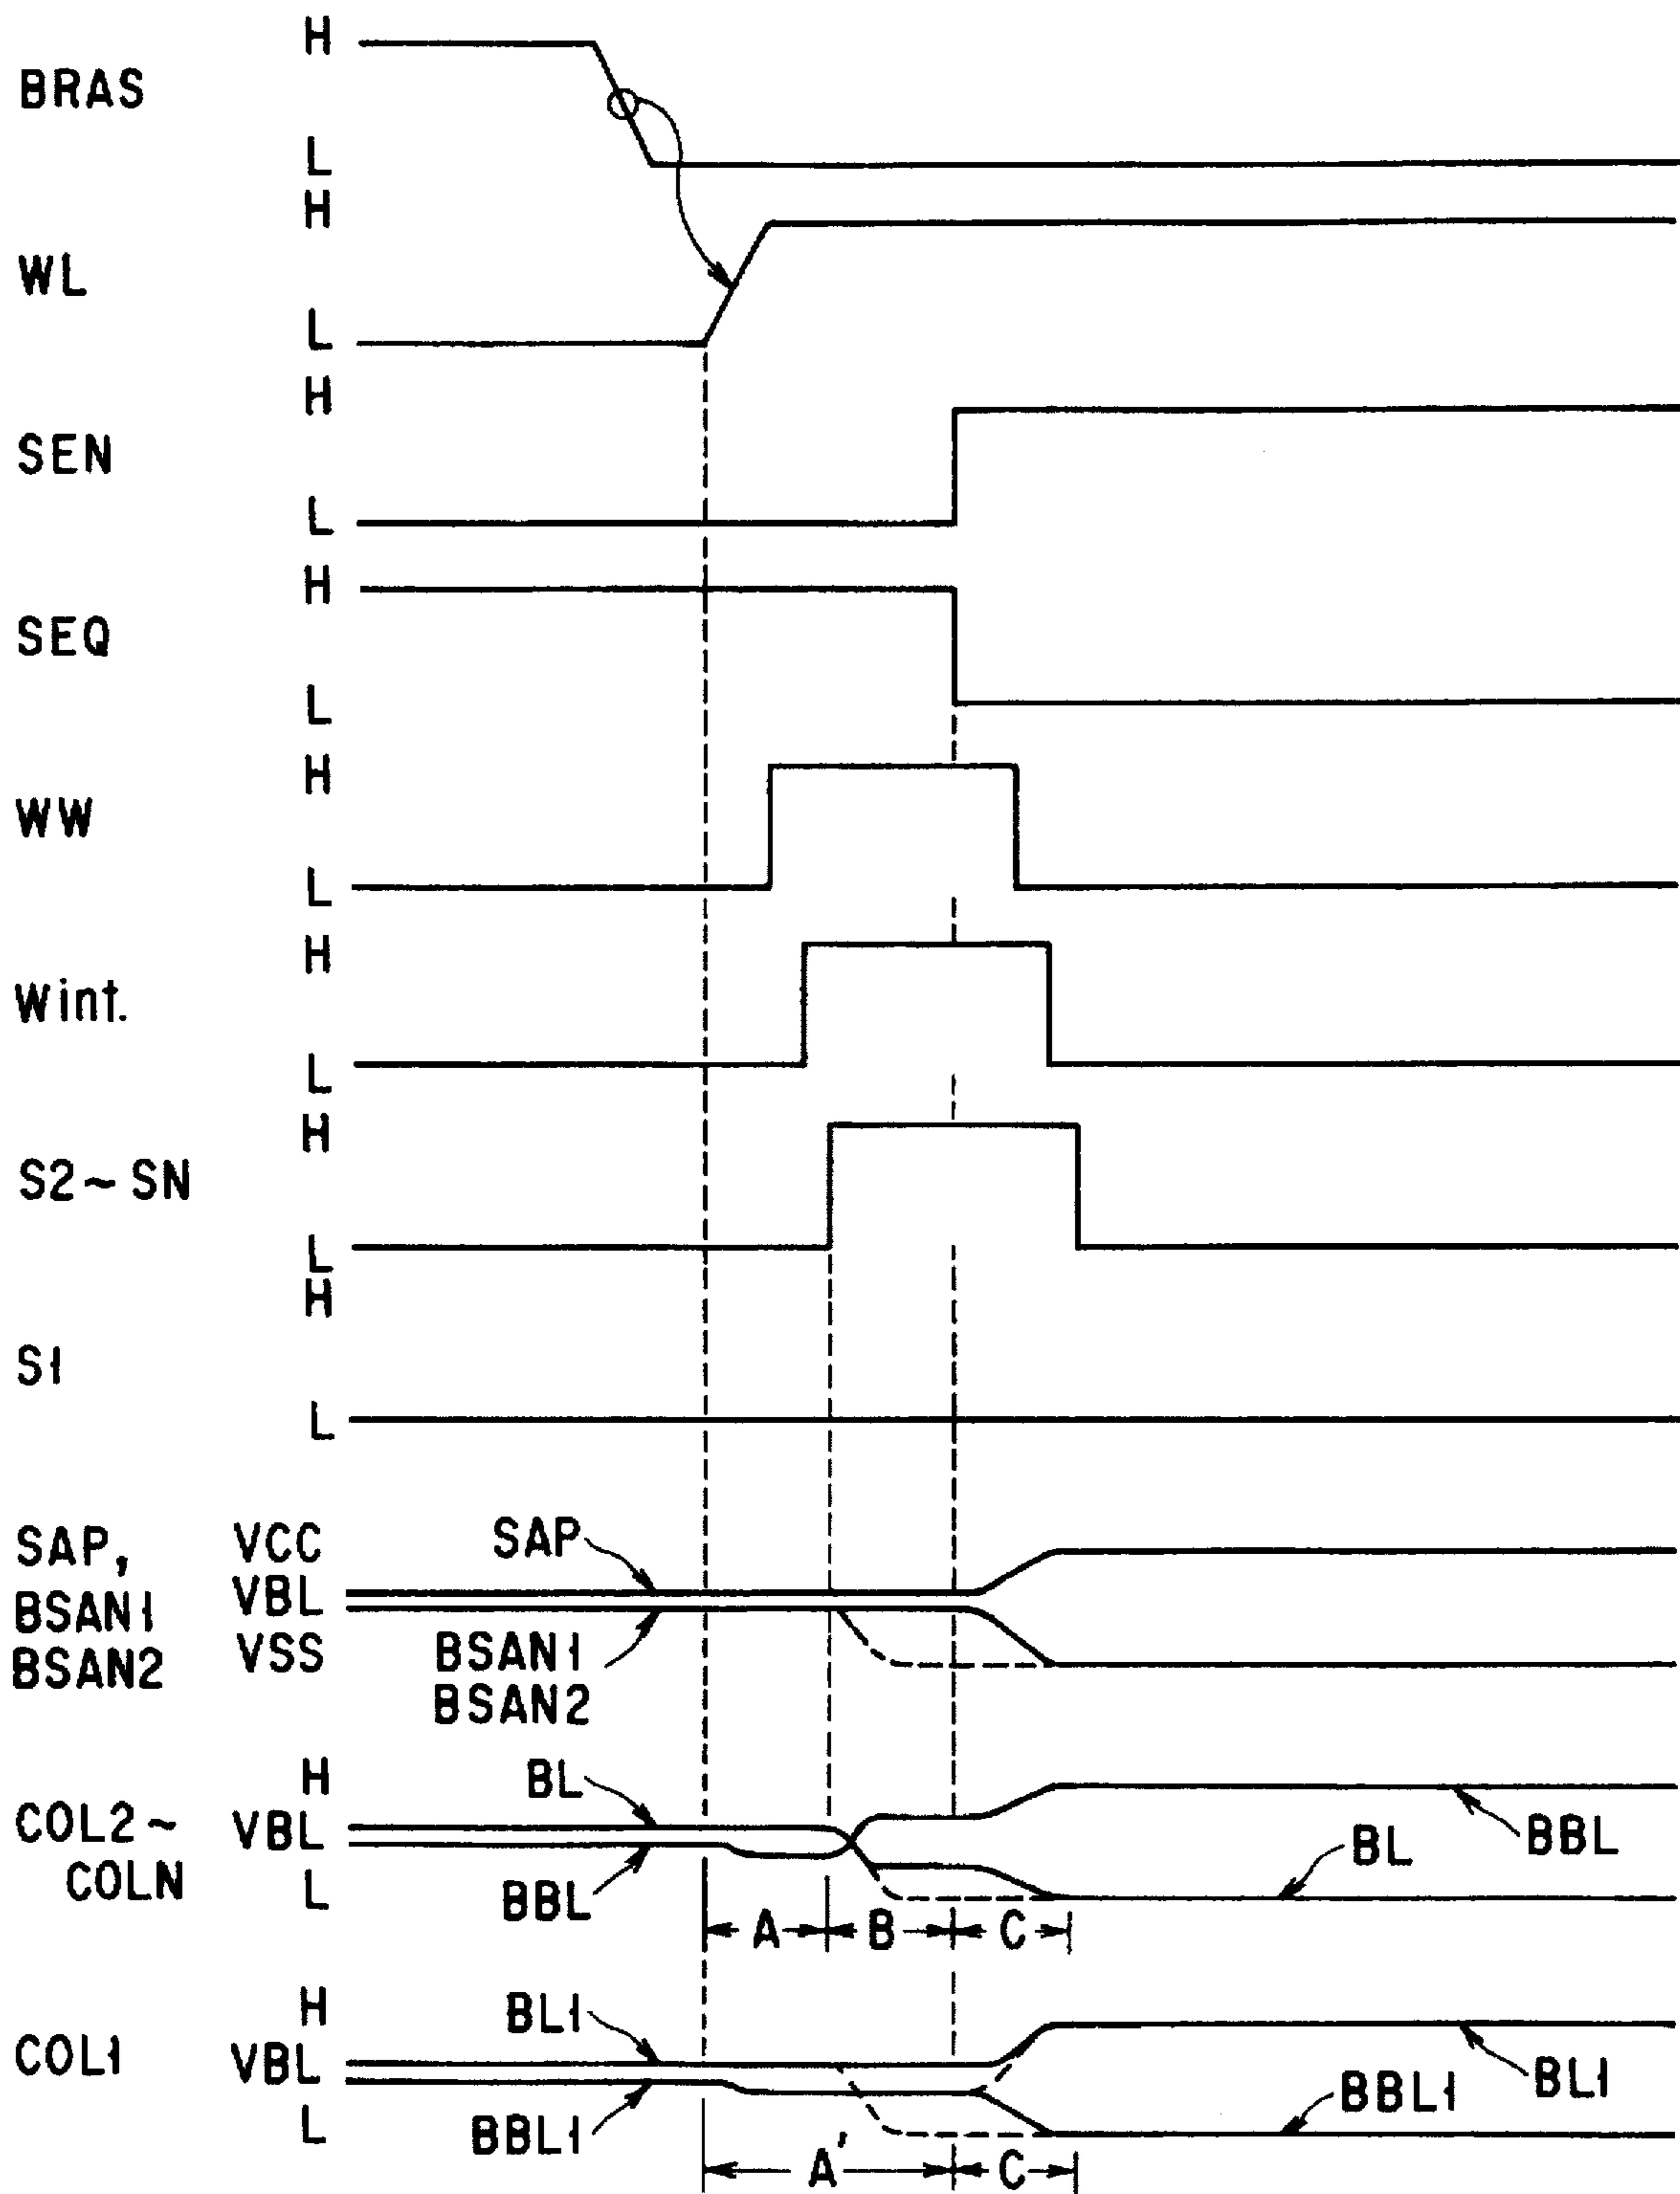 H
BRAS
L
H
WL
L
H
SEN
L
H
SEQ
L
H
WW
L
H
Wint.
L
H
S2~SN
L
H
S1
L
SAP, VCC SAP
BSAN1 VBL
BSAN2 VSS BSAN1
BSAN2
H BL
COL2~ VBL BBL
COLN L BBL BL
A B C
H BL1
COL1 VBL BL1
L BBL1 BBL1
A' C